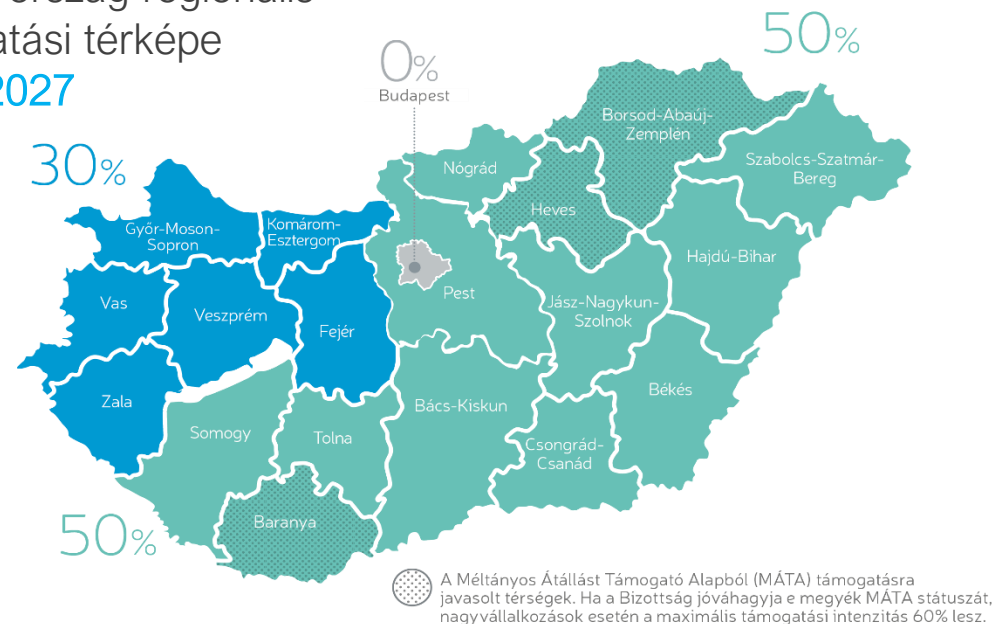 atási térképe
2027
50%
0%
Budapest
30%
Borsod-Abaúj-
Zemplén
Nógrád
Szabolcs-Szatmár-
Bereg
Heves
Győr-Moson-
Sopron
Komárom-
Esztergom
Hajdú-Bihar
Vas
Veszprém
Fejér
Pest
Jász-Nagykun-
Szolnok
Zala
Somogy
Tolna
Bács-Kiskun
Békés
Csongrád-
Csanád
Baranya
50%
A Méltányos Átállást Támogató Alapból (MÁTA) támogatásra
javasolt térségek. Ha a Bizottság jóváhagyja e megyék MÁTA státuszát,
nagyvállalkozások esetén a maximális támogatási intenzitás 60% lesz.